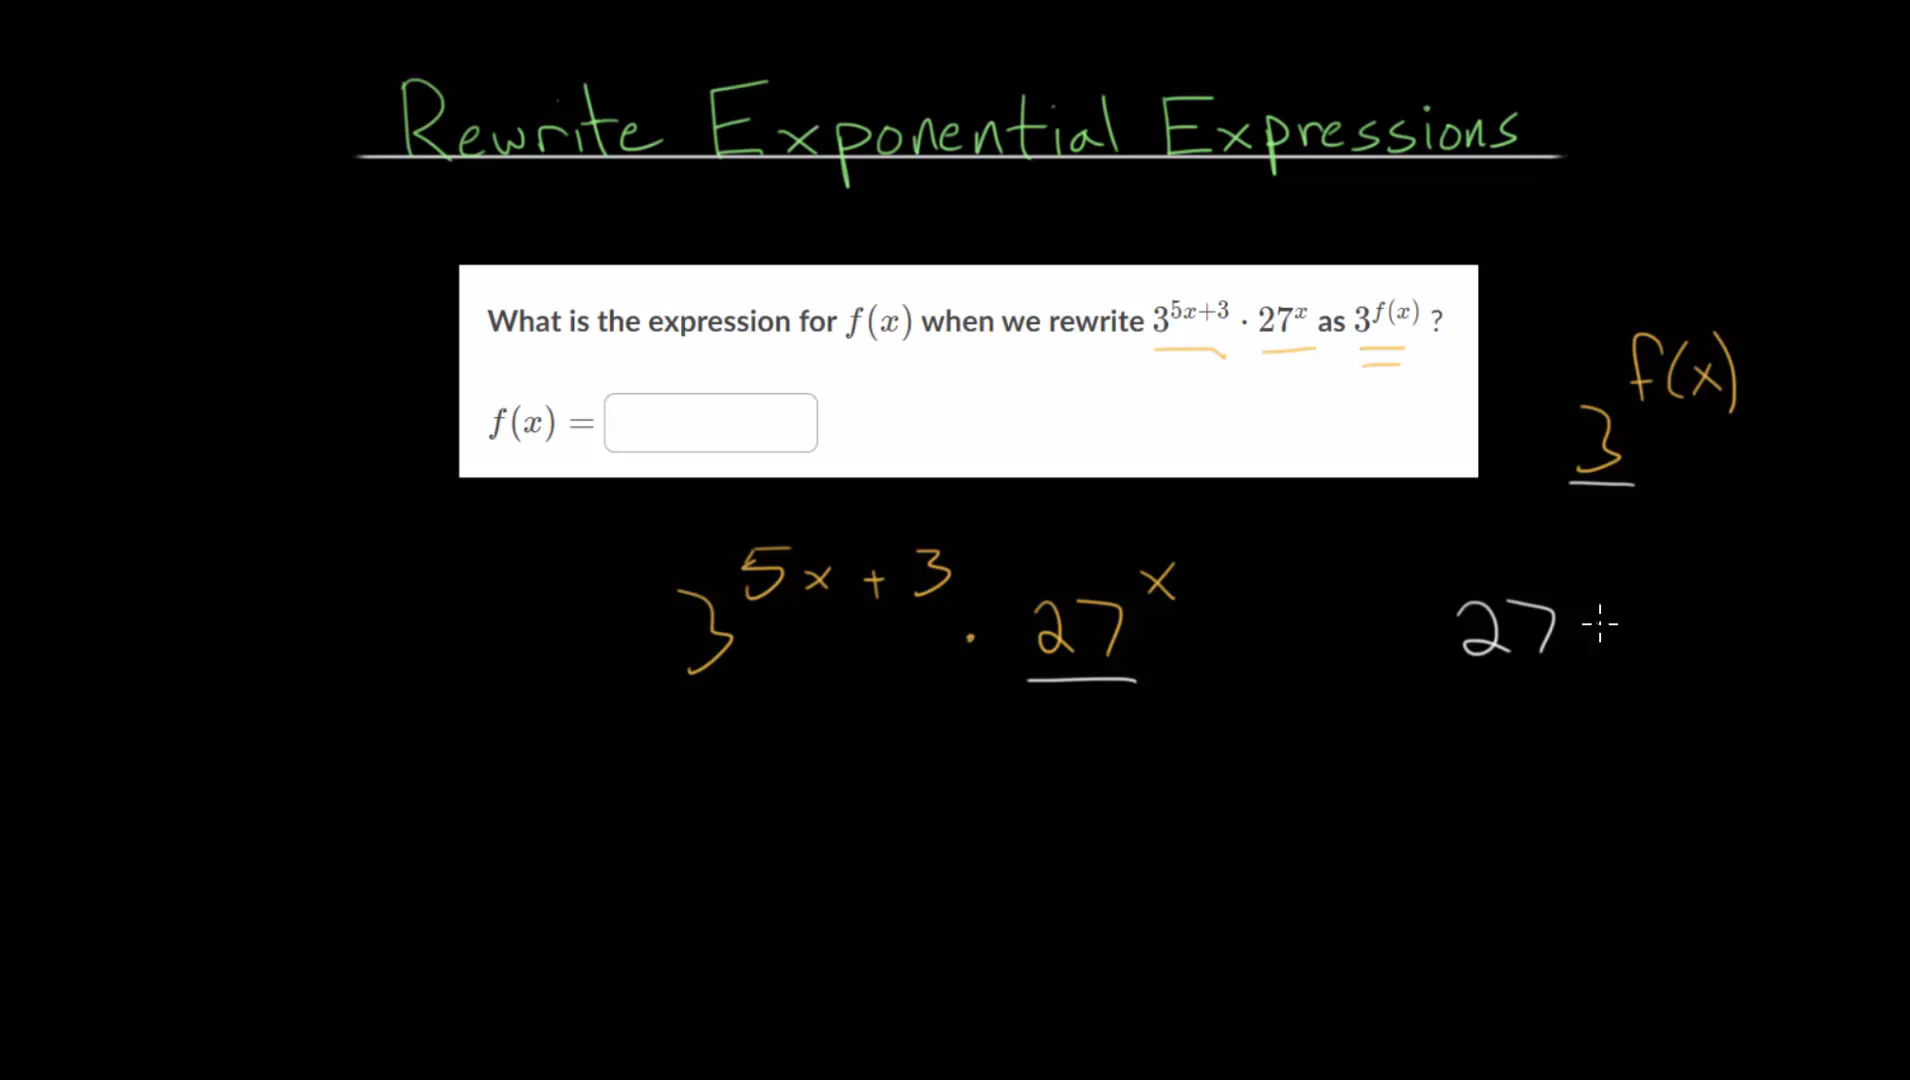 Rewrite Exponential Expressions
What is the expression for f(x) when we rewrite 3^{5x+3} · 27^x as 3^{f(x)} ?
f(x) =
3^{f(x)}
3^{5x+3} · 27^x
27